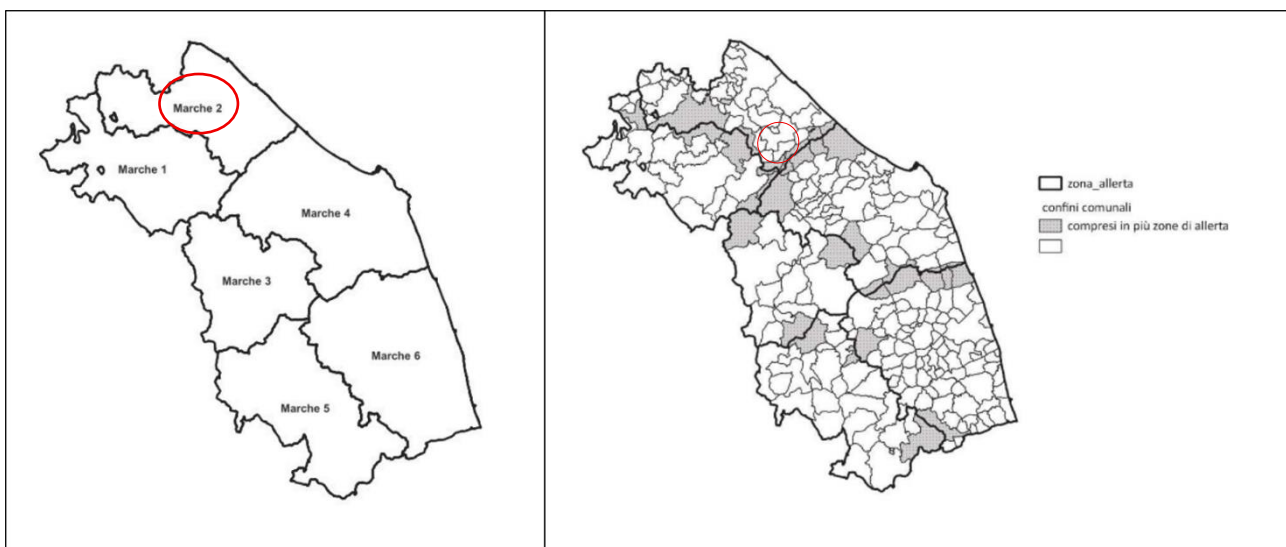 Marche 2
Marche 1
Marche 4
Marche 3
Marche 6
Marche 5
zona_allerta
confini comunali
compresi in più zone di allerta